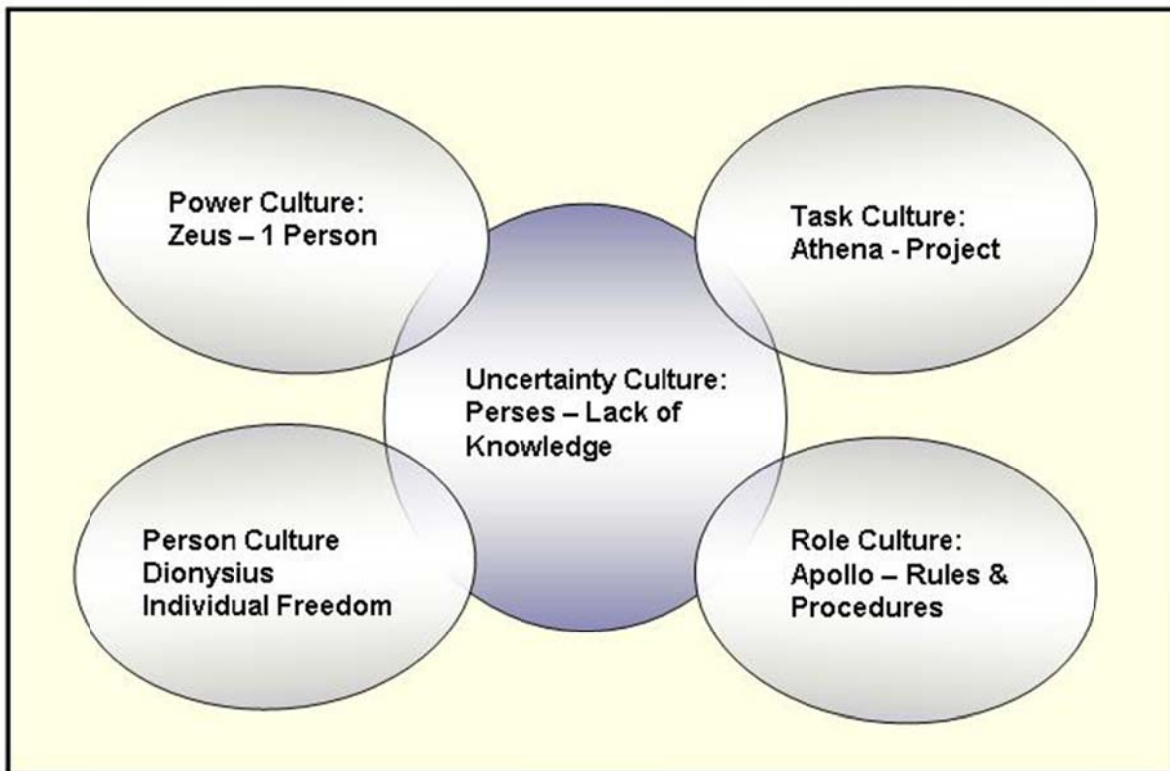 Power Culture:
Zeus – 1 Person
Task Culture:
Athena - Project
Uncertainty Culture:
Perses – Lack of
Knowledge
Person Culture
Dionysius
Individual Freedom
Role Culture:
Apollo – Rules &
Procedures